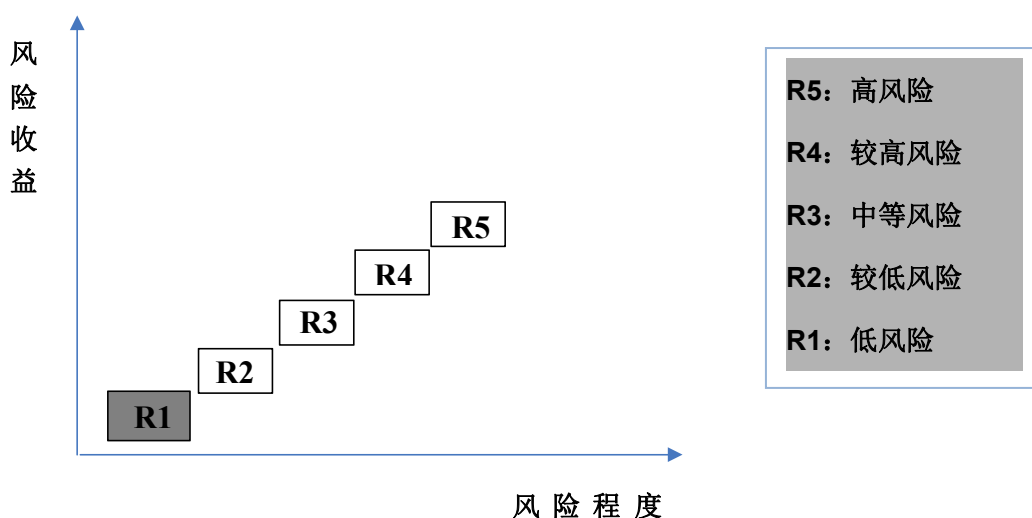 风
险
收
益
R5：高风险
R4：较高风险
R3：中等风险
R2：较低风险
R1：低风险
R5
R4
R3
R2
R1
风 险 程 度